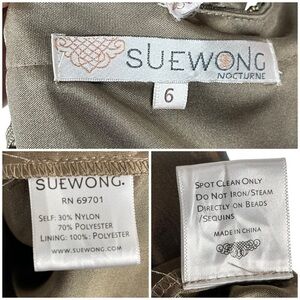 SUEWONG
NOCTURNE
6
SUEWONG.
RN 69701
SELF: 30% NYLON
70% POLYESTER
LINING: 100% POLYESTER
WWW.SUEWONG.COM
SPOT CLEAN ONLY
DO NOT IRON/STEAM
DIRECTLY ON BEADS
/SEQUINS
MADE IN CHINA